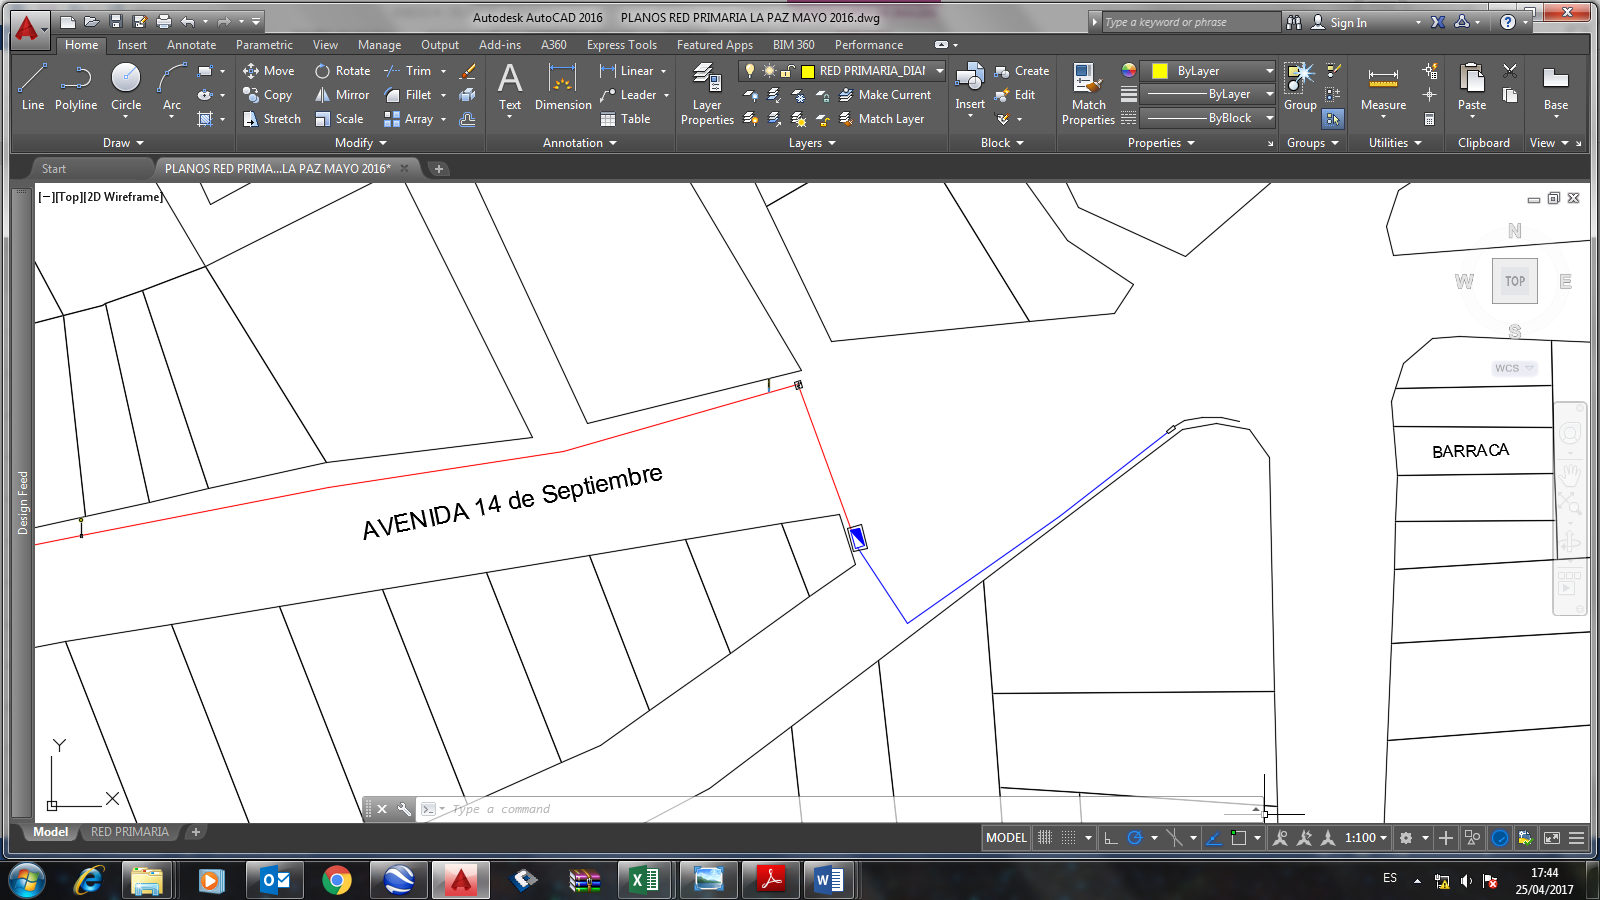 Autodesk AutoCAD 2016 PLANOS RED PRIMARIA LA PAZ MAYO 2016.dwg
Type a keyword or phrase
Sign In
Home Insert Annotate Parametric View Manage Output Add-ins A360 Express Tools Featured Apps BIM 360 Performance
Line Polyline Circle Arc
Move Rotate Trim
Copy Mirror Fillet
Stretch Scale Array
Text Dimension
Linear
Leader
Table
Layer Properties
RED PRIMARIA_DIAI
Make Current
Match Layer
Insert
Create
Edit
Match Properties
ByLayer
ByLayer
ByBlock
Group
Measure
Paste
Base
Draw Modify Annotation Layers Block Properties Groups Utilities Clipboard View
Start PLANOS RED PRIMA...LA PAZ MAYO 2016*
[−][Top][2D Wireframe]
N
W TOP E
S
WCS
Design Feed
AVENIDA 14 de Septiembre
BARRACA
Y
X
Type a command
Model RED PRIMARIA
MODEL 1:100
ES
17:44
25/04/2017